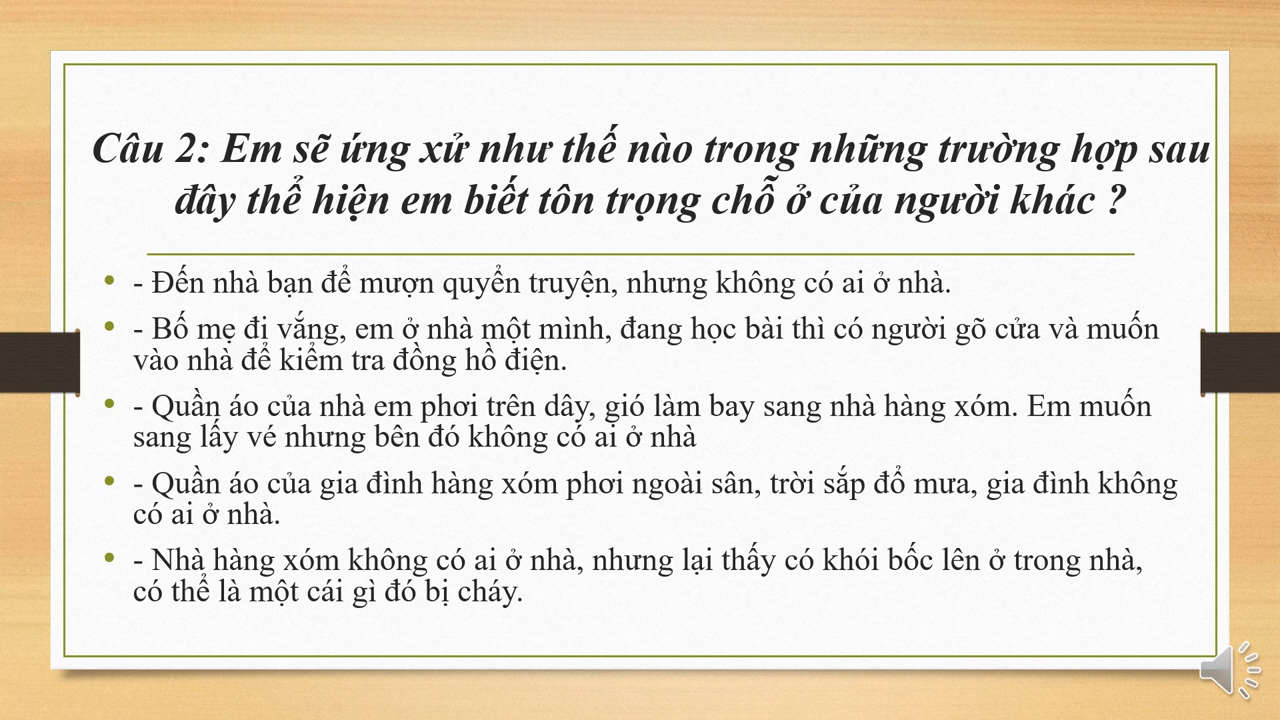 Câu 2: Em sẽ ứng xử như thế nào trong những trường hợp sau
đây thể hiện em biết tôn trọng chỗ ở của người khác ?
• - Đến nhà bạn để mượn quyển truyện, nhưng không có ai ở nhà.
• - Bố mẹ đi vắng, em ở nhà một mình, đang học bài thì có người gõ cửa và muốn
vào nhà để kiểm tra đồng hồ điện.
• - Quần áo của nhà em phơi trên dây, gió làm bay sang nhà hàng xóm. Em muốn
sang lấy vé nhưng bên đó không có ai ở nhà
• - Quần áo của gia đình hàng xóm phơi ngoài sân, trời sắp đổ mưa, gia đình không
có ai ở nhà.
• - Nhà hàng xóm không có ai ở nhà, nhưng lại thấy có khói bốc lên ở trong nhà,
có thể là một cái gì đó bị cháy.